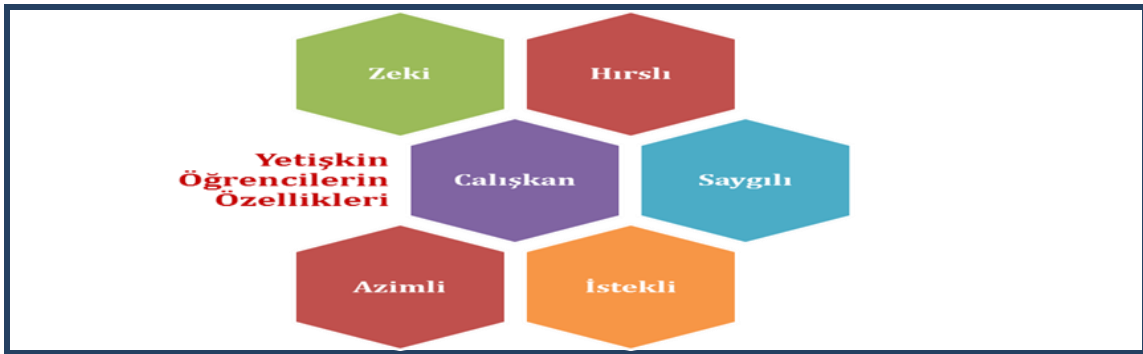 Zeki
Hırslı
Yetişkin
Öğrencilerin
Özellikleri
Calışkan
Saygılı
Azimli
İstekli